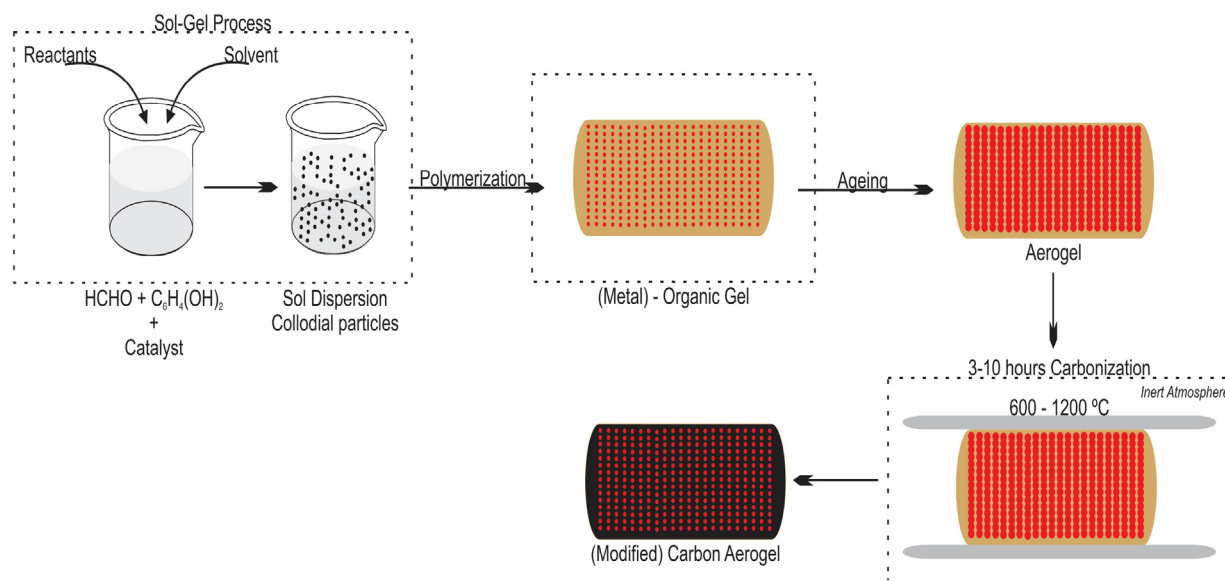 Sol-Gel Process
Reactants
Solvent
HCHO + C₆H₄(OH)₂
+
Catalyst
Sol Dispersion
Collodial particles
Polymerization
(Metal) - Organic Gel
Ageing
Aerogel
3-10 hours Carbonization
Inert Atmosphere
600 - 1200 ºC
(Modified) Carbon Aerogel